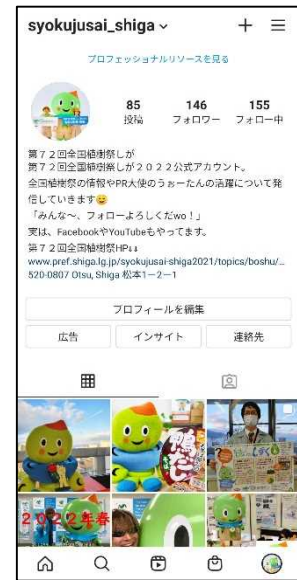 syokujusai_shiga
プロフェッショナルリソースを見る
85 146 155
投稿 フォロワー フォロー中
第７２回全国植樹祭しが
第７２回全国植樹祭しが２０２２公式アカウント。
全国植樹祭の情報やPR大使のうぉーたんの活躍について発
信していきます😀
「みんな〜、フォローよろしくだwo！」
実は、FacebookやYouTubeもやってます。
第７２回全国植樹祭HP↓↓
www.pref.shiga.lg.jp/syokujusai-shiga2021/topics/boshu/...
520-0807 Otsu, Shiga 松本１－２－１
プロフィールを編集
広告 インサイト 連絡先
鴨だし
２０２２年春